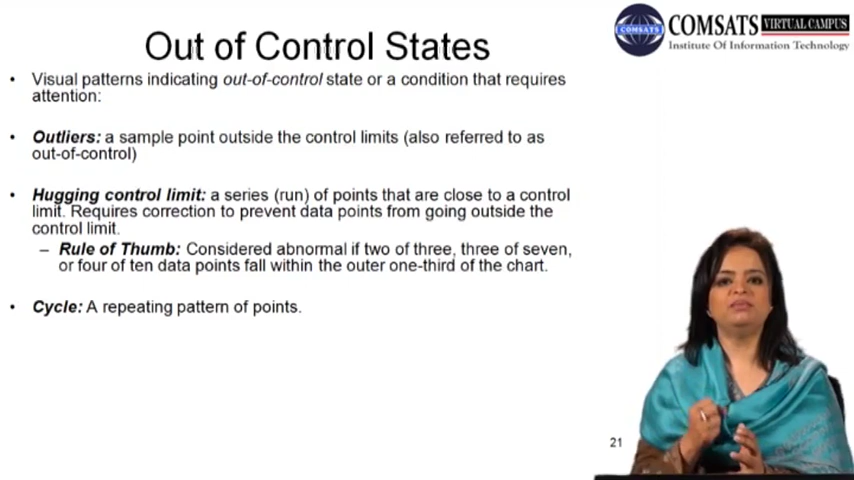 Out of Control States
COMSATS VIRTUAL CAMPUS
Institute Of Information Technology
COMSATS
• Visual patterns indicating out-of-control state or a condition that requires
attention:
• Outliers: a sample point outside the control limits (also referred to as
out-of-control)
• Hugging control limit: a series (run) of points that are close to a control
limit. Requires correction to prevent data points from going outside the
control limit.
– Rule of Thumb: Considered abnormal if two of three, three of seven,
or four of ten data points fall within the outer one-third of the chart.
• Cycle: A repeating pattern of points.
21